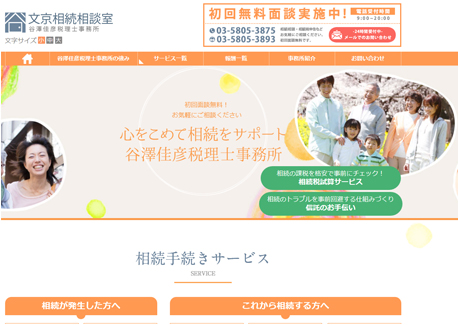 文京相続相談室
谷澤佳彦税理士事務所
文字サイズ 小 中 大
初回無料面談実施中!
電話受付時間
9:00~20:00
03-5805-3875
03-5805-3893
24時間受付中
メールでのお問い合わせ
谷澤佳彦税理士事務所の強み
サービス一覧
報酬一覧
事務所紹介
お問い合わせ
初回面談無料!
お気軽にご相談ください
心をこめて相続をサポート
谷澤佳彦税理士事務所
相続の課税を格安で事前にチェック!
相続税試算サービス
相続のトラブルを事前回避する仕組みづくり
信託のお手伝い
相続手続きサービス
SERVICE
相続が発生した方へ
これから相続する方へ